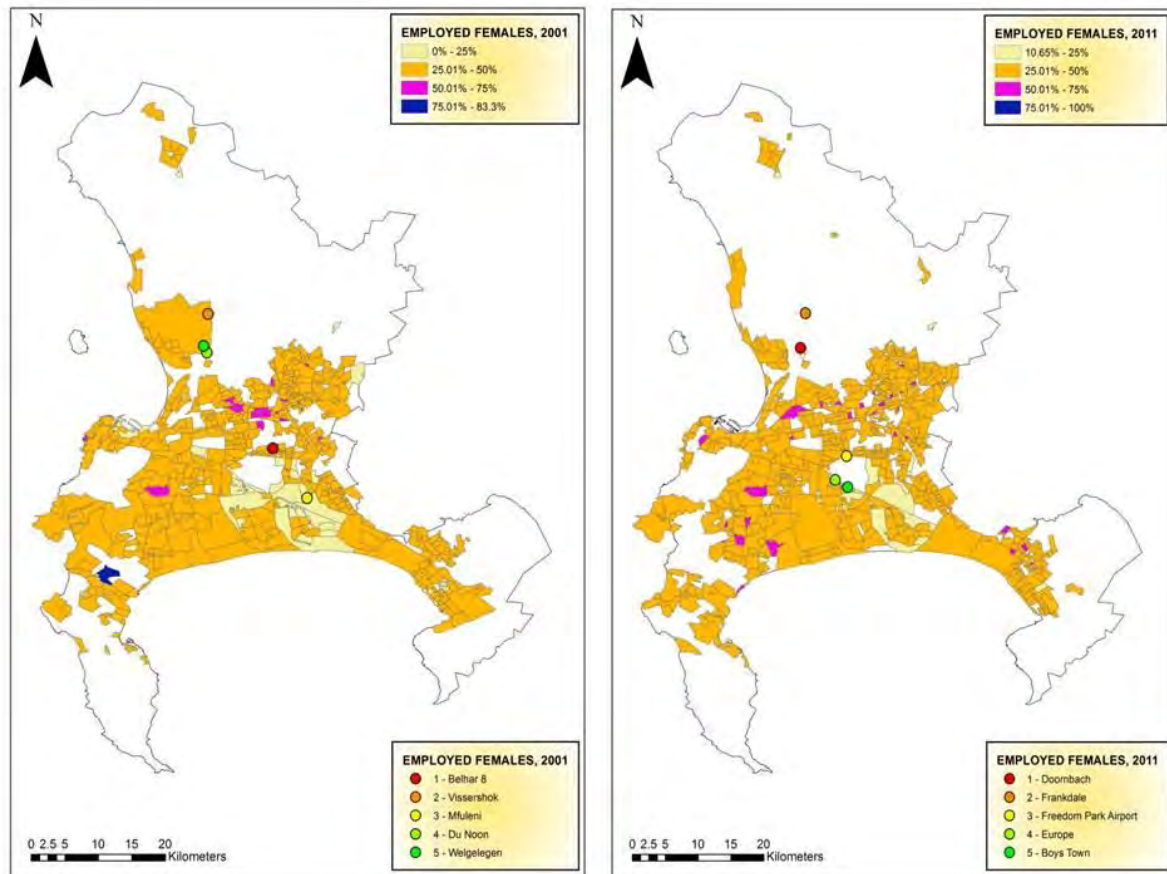 N
EMPLOYED FEMALES, 2001
0% - 25%
25.01% - 50%
50.01% - 75%
75.01% - 83.3%
EMPLOYED FEMALES, 2001
1 - Belhar 8
2 - Vissershok
3 - Mfuleni
4 - Du Noon
5 - Welgelegen
0 2.5 5 10 15 20
Kilometers
N
EMPLOYED FEMALES, 2011
10.65% - 25%
25.01% - 50%
50.01% - 75%
75.01% - 100%
EMPLOYED FEMALES, 2011
1 - Doornbach
2 - Frankdale
3 - Freedom Park Airport
4 - Europe
5 - Boys Town
0 2.5 5 10 15 20
Kilometers